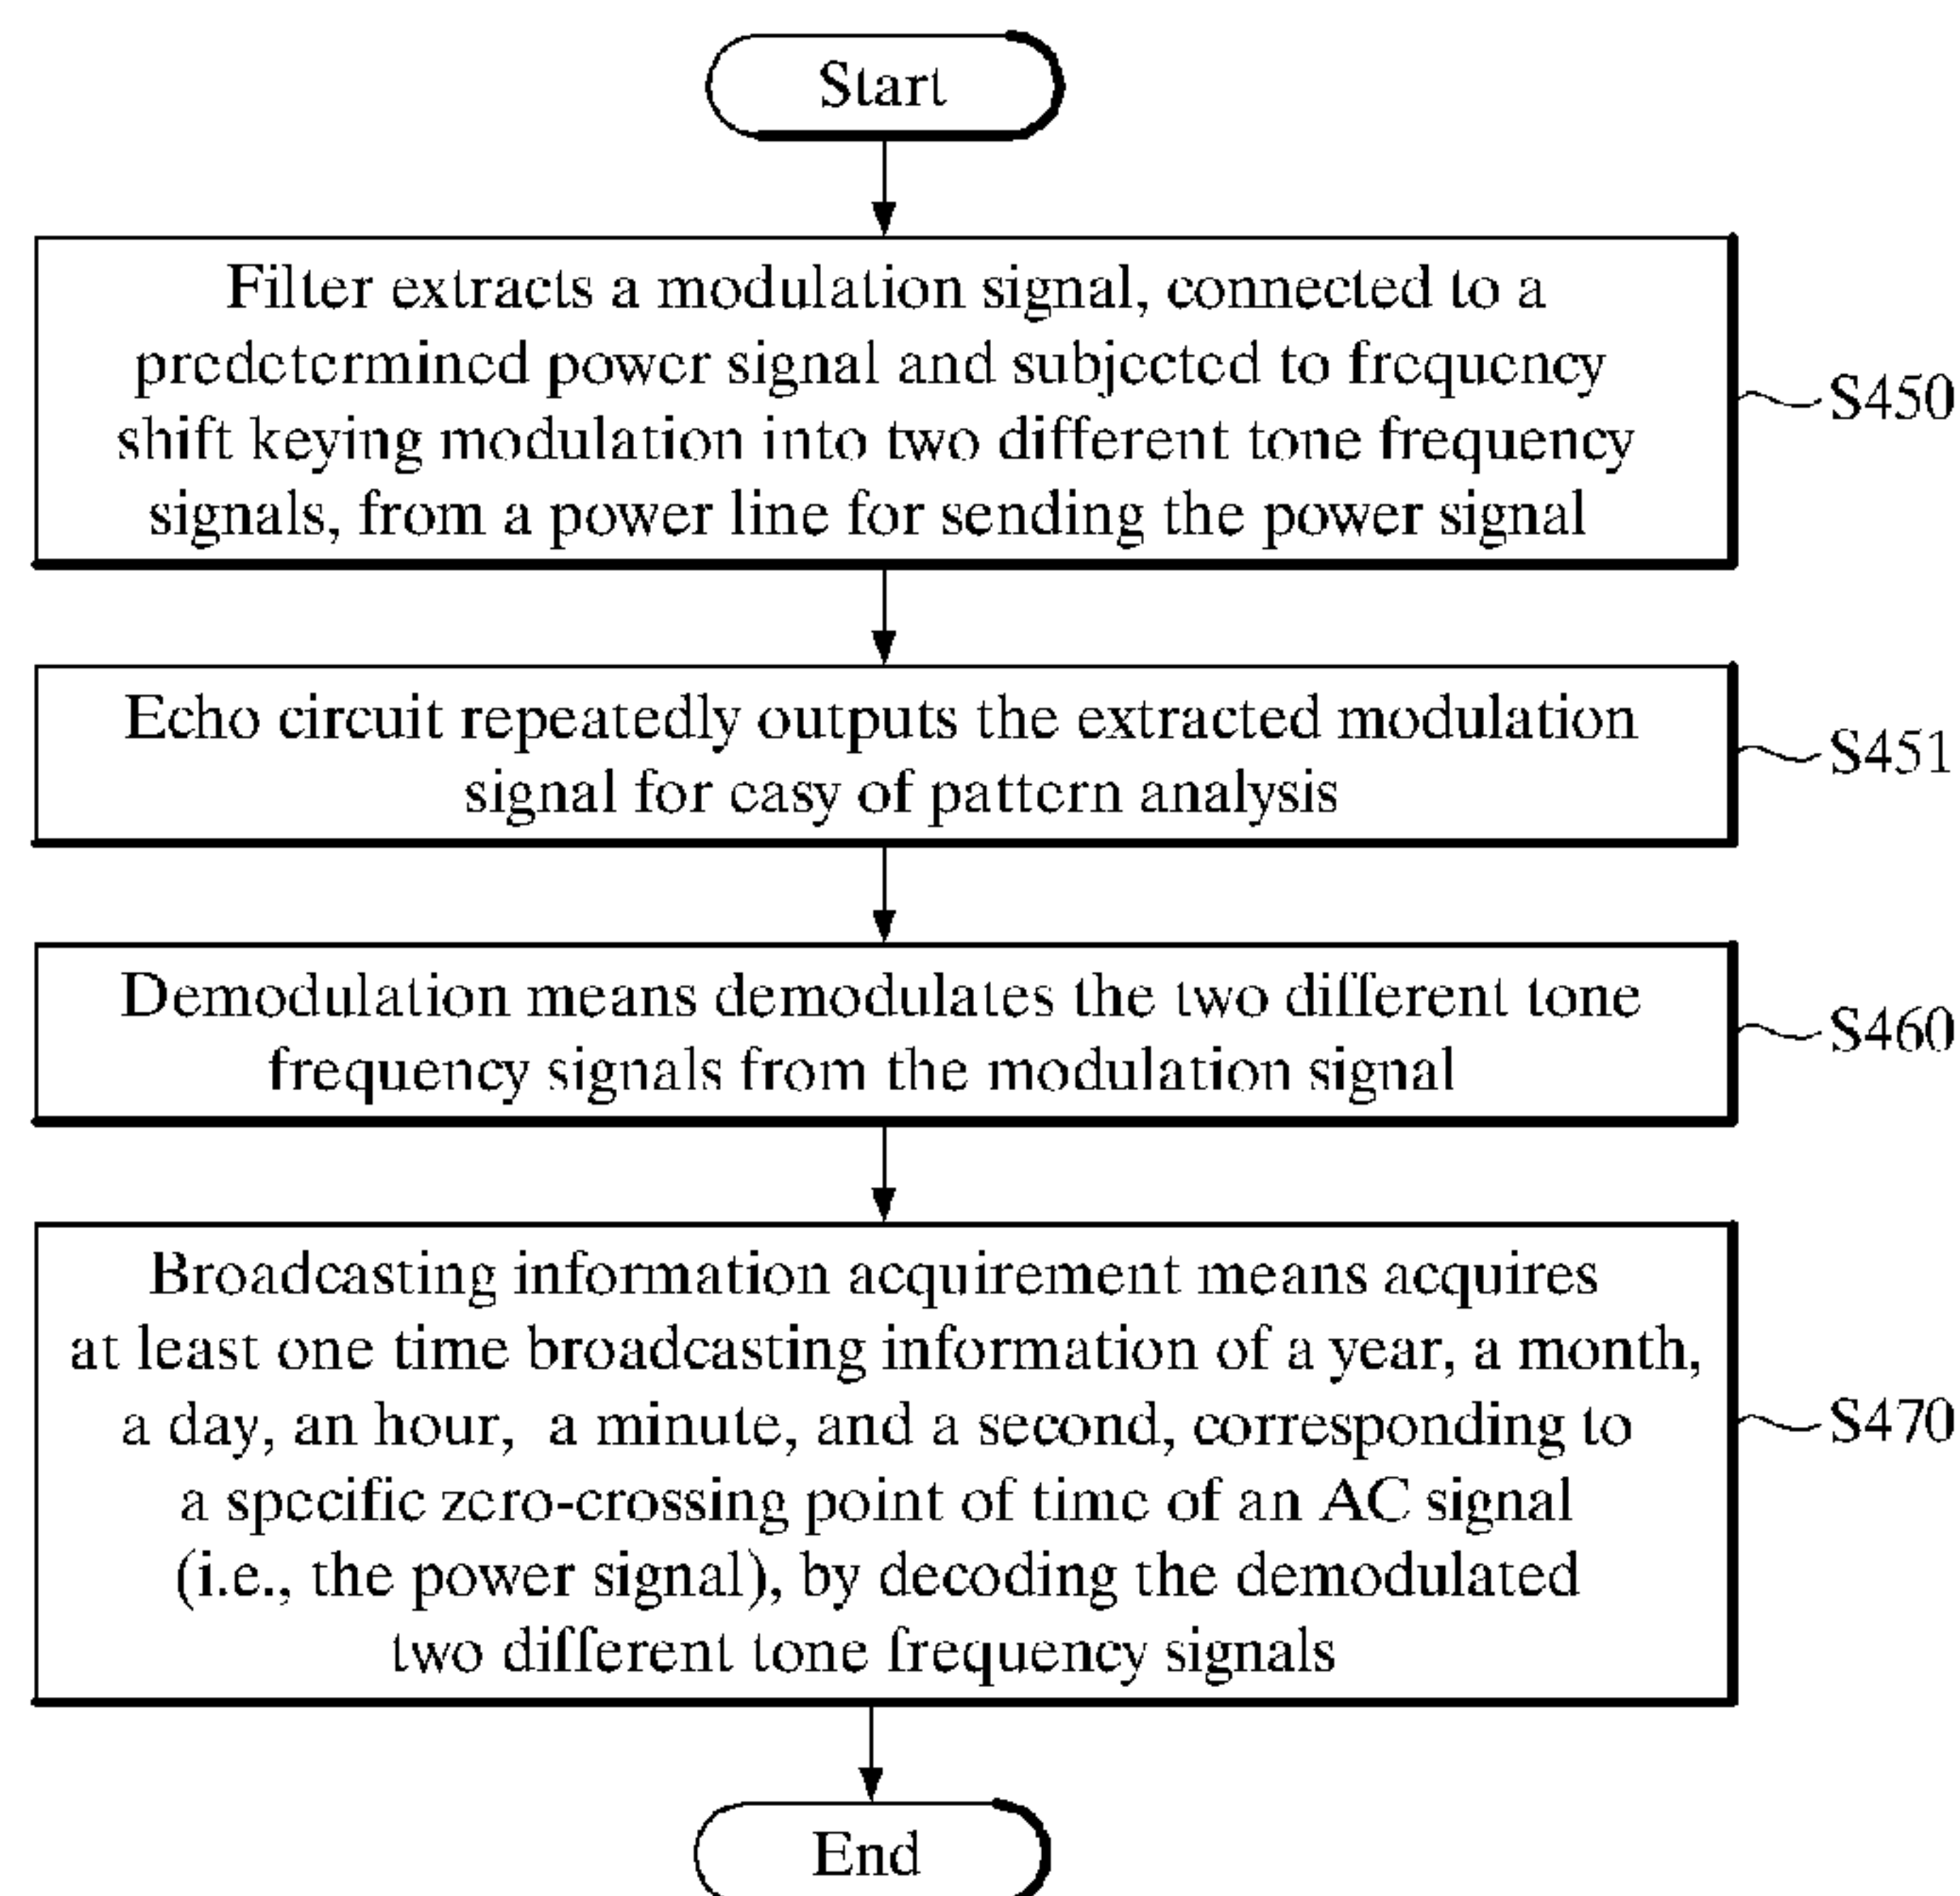 Start
Filter extracts a modulation signal, connected to a
predetermined power signal and subjected to frequency
shift keying modulation into two different tone frequency
signals, from a power line for sending the power signal
S450
Echo circuit repeatedly outputs the extracted modulation
signal for easy of pattern analysis
S451
Demodulation means demodulates the two different tone
frequency signals from the modulation signal
S460
Broadcasting information acquirement means acquires
at least one time broadcasting information of a year, a month,
a day, an hour, a minute, and a second, corresponding to
a specific zero-crossing point of time of an AC signal
(i.e., the power signal), by decoding the demodulated
two different tone frequency signals
S470
End